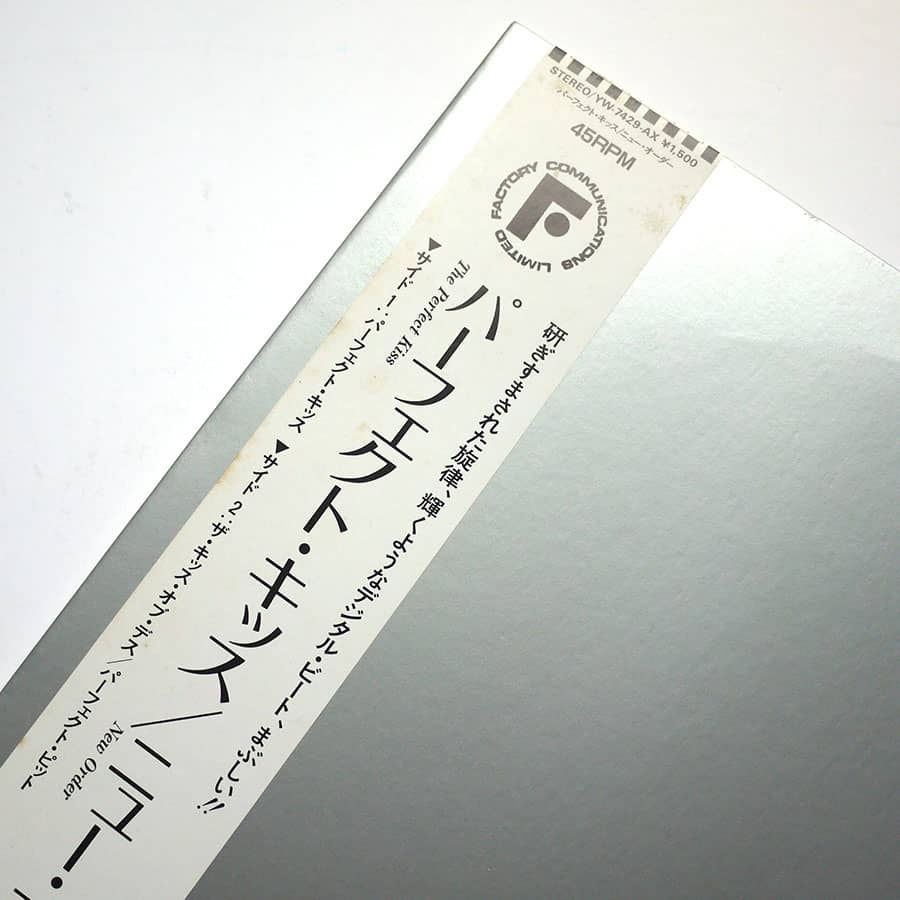 STEREO/YW-7429-AX ¥1,500
パーフェクト・キッス/ニュー・オーダー
45RPM
FACTORY COMMUNICATIONS LIMITED
F
研ぎすまされた旋律、輝くようなデジタル・ビート、まぶしい!!
パーフェクト・キッス/ニュー・
The Perfect Kiss
New Order
▼サイド1:パーフェクト・キッス
▼サイド2:ザ・キッス・オブ・デス/パーフェクト・ピット